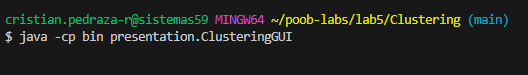 cristian.pedraza-r@sistemas59 MINGW64 ~/poob-labs/lab5/Clustering (main)
$ java -cp bin presentation.ClusteringGUI